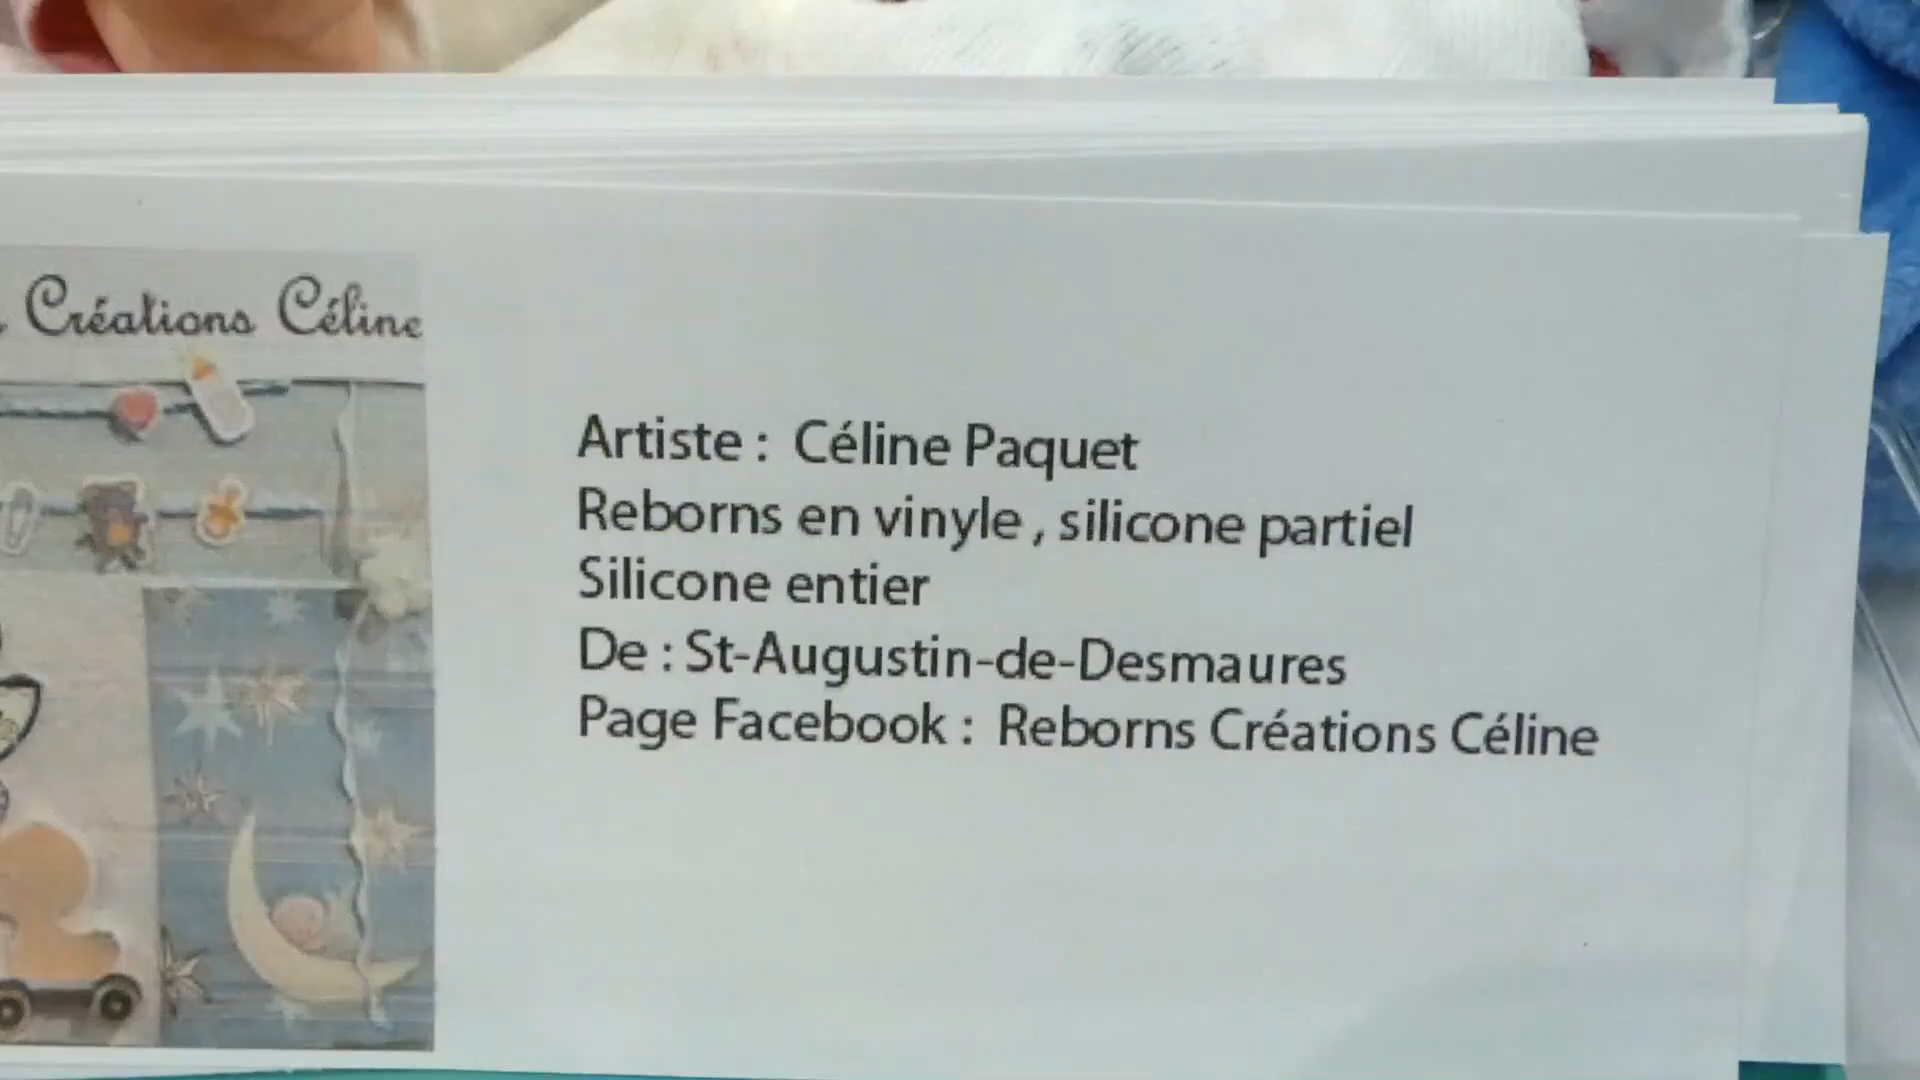 Créations Céline
Artiste : Céline Paquet
Reborns en vinyle , silicone partiel
Silicone entier
De : St-Augustin-de-Desmaures
Page Facebook : Reborns Créations Céline